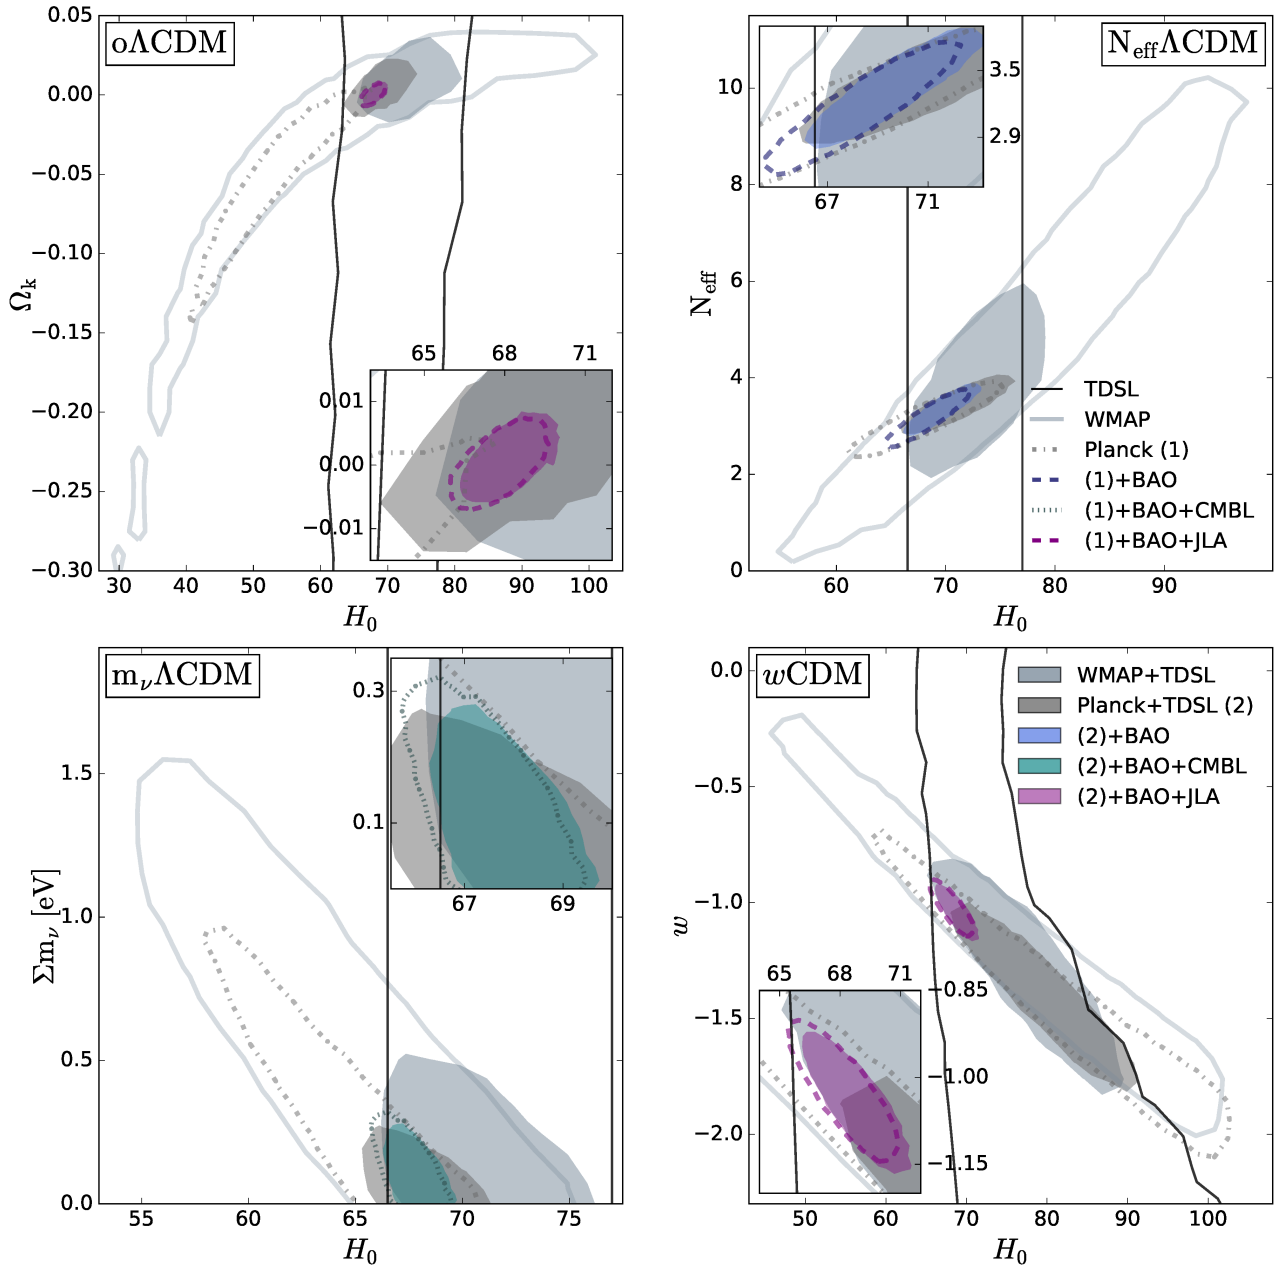 oΛCDM
0.05
0.00
−0.05
−0.10
−0.15
−0.20
−0.25
−0.30
Ωk
30 40 50 60 70 80 90 100
H0
65 68 71
0.01
0.00
−0.01
NeffΛCDM
10
8
6
4
2
0
Neff
60 70 80 90
H0
3.5
2.9
67 71
TDSL
WMAP
Planck (1)
(1)+BAO
(1)+BAO+CMBL
(1)+BAO+JLA
mνΛCDM
1.5
1.0
0.5
0.0
Σmν [eV]
55 60 65 70 75
H0
0.3
0.1
67 69
wCDM
0.0
−0.5
−1.0
−1.5
−2.0
w
50 60 70 80 90 100
H0
WMAP+TDSL
Planck+TDSL (2)
(2)+BAO
(2)+BAO+CMBL
(2)+BAO+JLA
65 68 71
−0.85
−1.00
−1.15